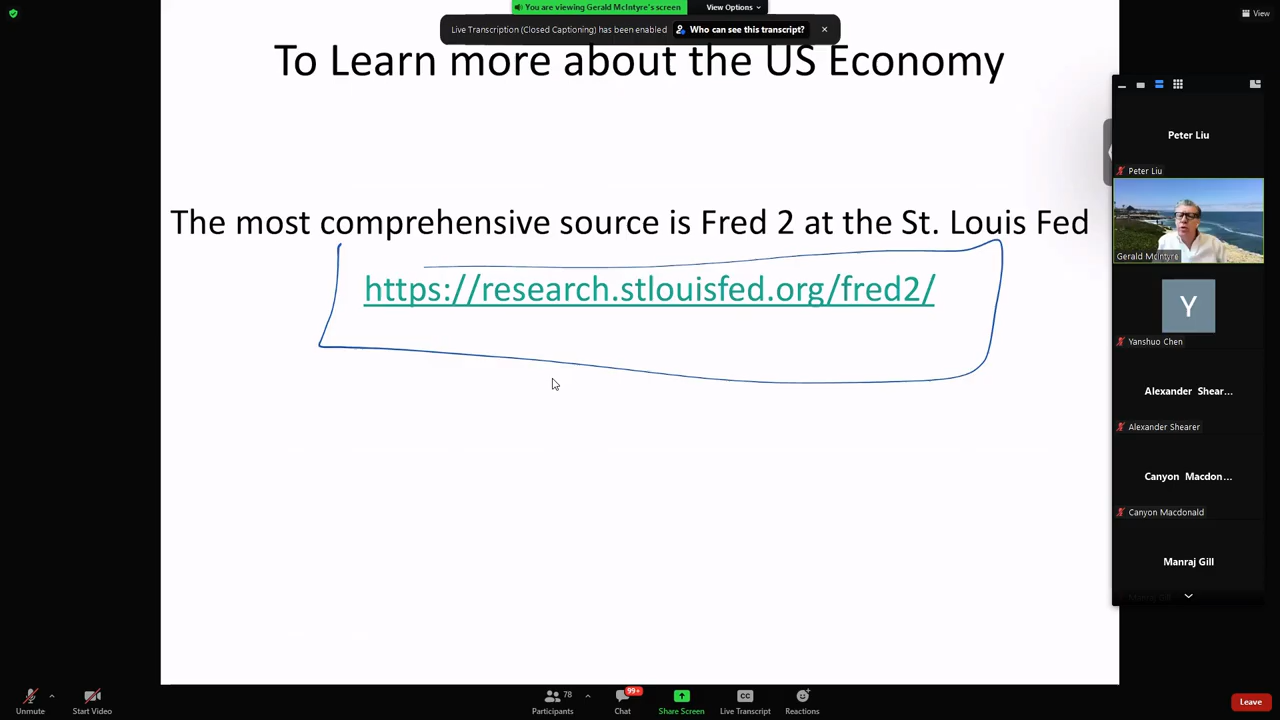 You are viewing Gerald McIntyre's screen
View Options
View
Live Transcription (Closed Captioning) has been enabled
Who can see this transcript?
To Learn more about the US Economy
The most comprehensive source is Fred 2 at the St. Louis Fed
https://research.stlouisfed.org/fred2/
Peter Liu
Peter Liu
Gerald McIntyre
Y
Yanshuo Chen
Alexander Shear...
Alexander Shearer
Canyon Macdon...
Canyon Macdonald
Manraj Gill
Manraj Gill
Unmute
Start Video
78
Participants
99+
Chat
Share Screen
CC
Live Transcript
Reactions
Leave